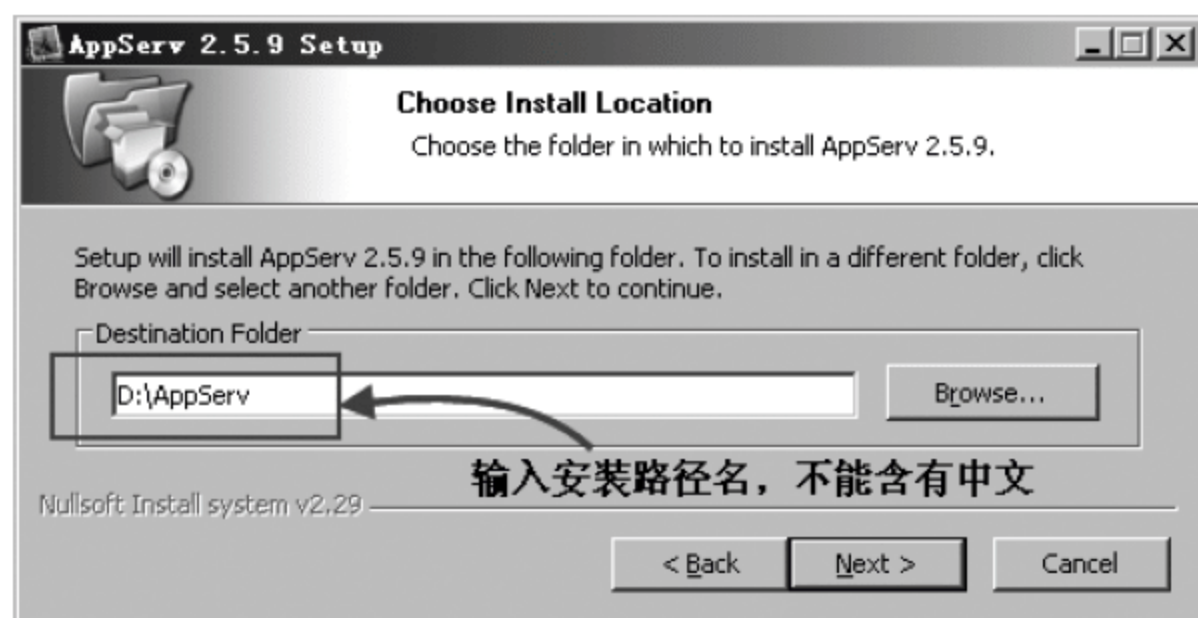 AppServ 2.5.9 Setup
Choose Install Location
Choose the folder in which to install AppServ 2.5.9.
Setup will install AppServ 2.5.9 in the following folder. To install in a different folder, click
Browse and select another folder. Click Next to continue.
Destination Folder
D:\AppServ
Browse...
输入安装路径名，不能含有中文
Nullsoft Install system v2.29
< Back
Next >
Cancel